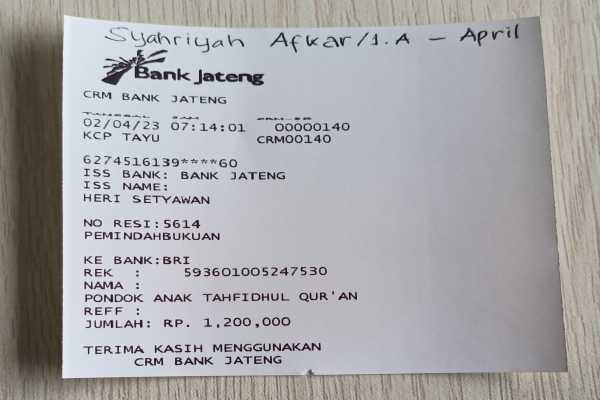 Syahriyah Afkar/1.A - April
Bank Jateng
CRM BANK JATENG
TANGGAL JAM
02/04/23 07:14:01 00000140
KCP TAYU CRM00140
6274516139****60
ISS BANK: BANK JATENG
ISS NAME:
HERI SETYAWAN
NO RESI:5614
PEMINDAHBUKUAN
KE BANK:BRI
REK : 593601005247530
NAMA :
PONDOK ANAK TAHFIDHUL QUR'AN
REFF :
JUMLAH: RP. 1,200,000
TERIMA KASIH MENGGUNAKAN
CRM BANK JATENG